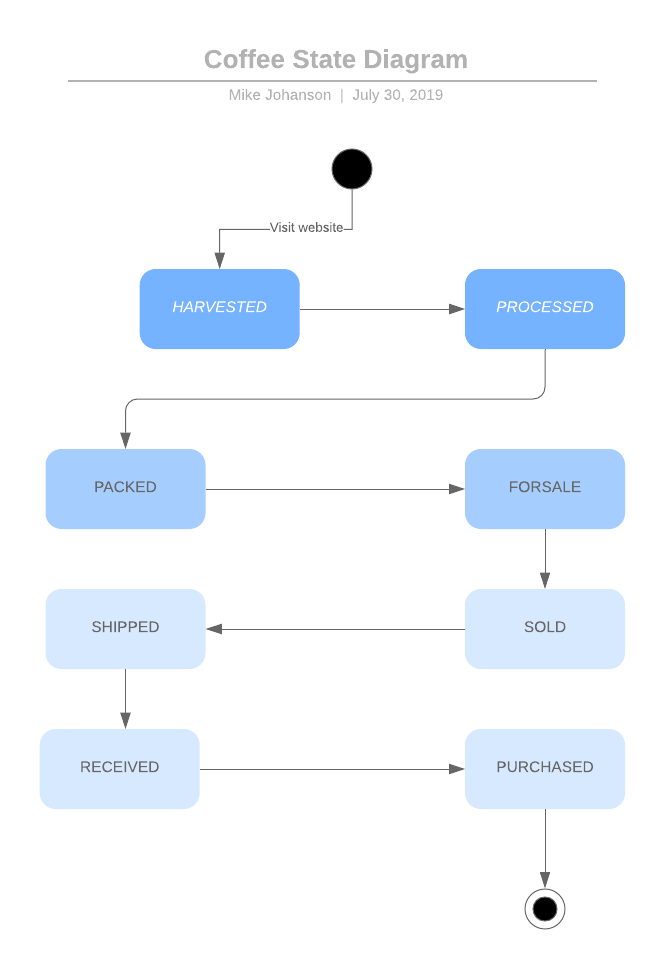 Coffee State Diagram
Mike Johanson | July 30, 2019
Visit website
HARVESTED
PROCESSED
PACKED
FORSALE
SHIPPED
SOLD
RECEIVED
PURCHASED